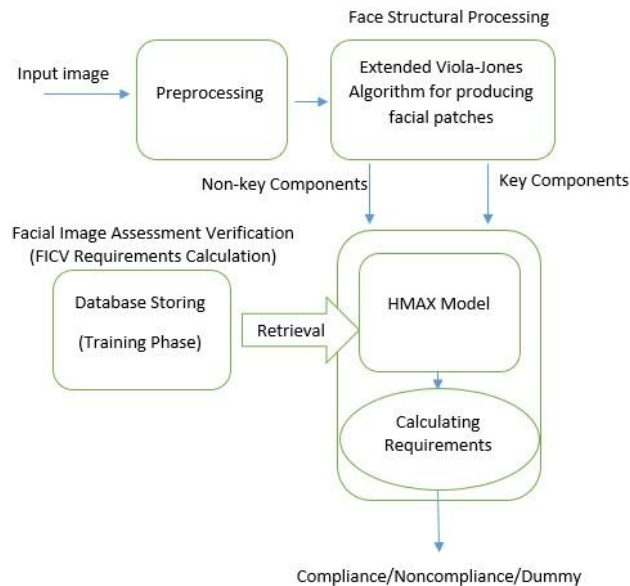 Face Structural Processing
Input image
Preprocessing
Extended Viola-Jones
Algorithm for producing
facial patches
Non-key Components
Key Components
Facial Image Assessment Verification
(FICV Requirements Calculation)
Database Storing
(Training Phase)
Retrieval
HMAX Model
Calculating
Requirements
Compliance/Noncompliance/Dummy